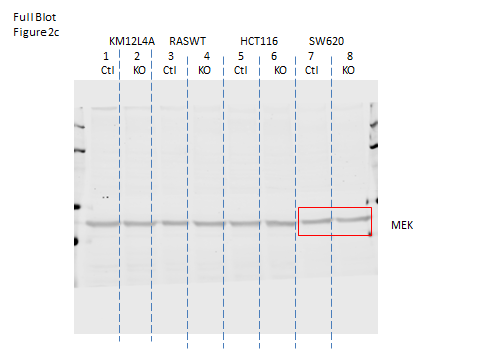 Full Blot
Figure 2c
KM12L4A RASWT HCT116 SW620
1 2 3 4 5 6 7 8
Ctl KO Ctl KO Ctl KO Ctl KO
MEK